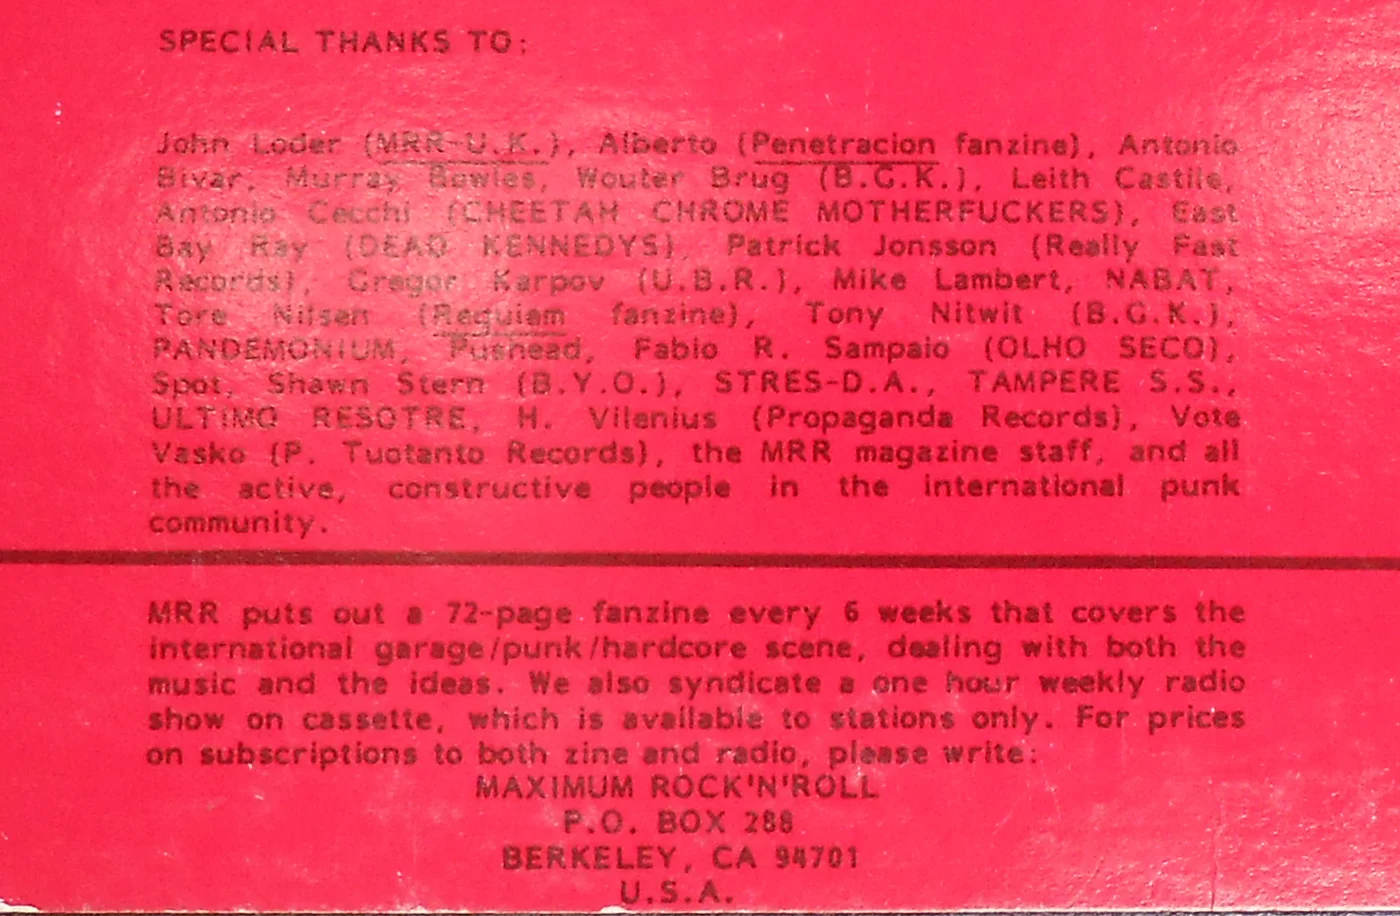 SPECIAL THANKS TO:
John Loder (MRR-U.K.), Alberto (Penetracion fanzine), Antonio
Bivar, Murray Bowles, Wouter Brug (B.G.K.), Leith Castile,
Antonio Cecchi (CHEETAH CHROME MOTHERFUCKERS), East
Bay Ray (DEAD KENNEDYS), Patrick Jonsson (Really Fast
Records), Gregor Karpov (U.B.R.), Mike Lambert, NABAT,
Tore Nilsen (Requiem fanzine), Tony Nitwit (B.G.K.),
PANDEMONIUM, Pushead, Fabio R. Sampaio (OLHO SECO),
Spot, Shawn Stern (B.Y.O.), STRES-D.A., TAMPERE S.S.,
ULTIMO RESOTRE, H. Vilenius (Propaganda Records), Vote
Vasko (P. Tuotanto Records), the MRR magazine staff, and all
the active, constructive people in the international punk
community.
MRR puts out a 72-page fanzine every 6 weeks that covers the
international garage/punk/hardcore scene, dealing with both the
music and the ideas. We also syndicate a one hour weekly radio
show on cassette, which is available to stations only. For prices
on subscriptions to both zine and radio, please write:
MAXIMUM ROCK'N'ROLL
P.O. BOX 288
BERKELEY, CA 94701
U.S.A.